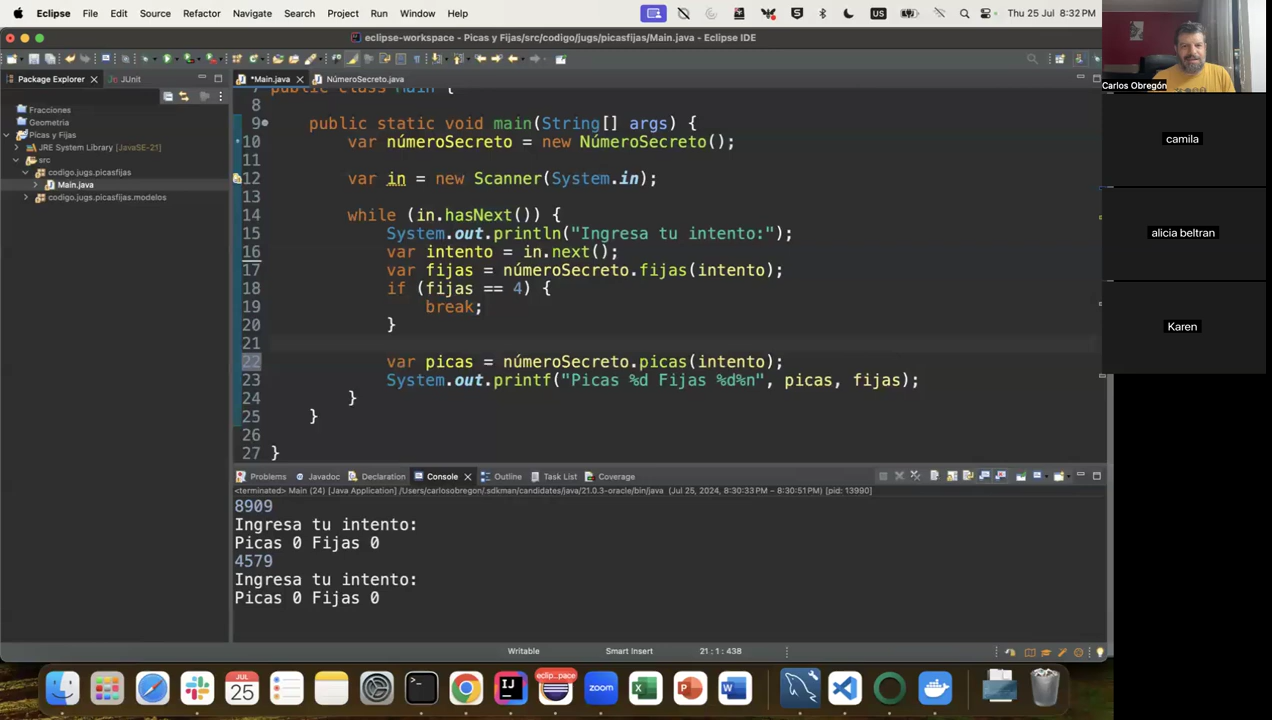 Eclipse File Edit Source Refactor Navigate Search Project Run Window Help
US Thu 25 Jul 8:32 PM
eclipse-workspace - Picas y Fijas/src/codigo/jugs/picasfijas/Main.java - Eclipse IDE
Package Explorer JUnit
*Main.java NúmeroSecreto.java
Fracciones
Geometria
Picas y Fijas
JRE System Library [JavaSE-21]
src
codigo.jugs.picasfijas
Main.java
codigo.jugs.picasfijas.modelos
7 public class Main {
8
9 public static void main(String[] args) {
10 var númeroSecreto = new NúmeroSecreto();
11
12 var in = new Scanner(System.in);
13
14 while (in.hasNext()) {
15 System.out.println("Ingresa tu intento:");
16 var intento = in.next();
17 var fijas = númeroSecreto.fijas(intento);
18 if (fijas == 4) {
19 break;
20 }
21
22 var picas = númeroSecreto.picas(intento);
23 System.out.printf("Picas %d Fijas %d%n", picas, fijas);
24 }
25 }
26
27 }
Problems Javadoc Declaration Console Outline Task List Coverage
<terminated> Main (24) [Java Application] /Users/carlosobregon/.sdkman/candidates/java/21.0.3-oracle/bin/java (Jul 25, 2024, 8:30:33 PM – 8:30:51 PM) [pid: 13990]
8909
Ingresa tu intento:
Picas 0 Fijas 0
4579
Ingresa tu intento:
Picas 0 Fijas 0
Writable Smart Insert 21 : 1 : 438
Carlos Obregón
camila
alicia beltran
Karen
JUL
25
eclip...pace
zoom